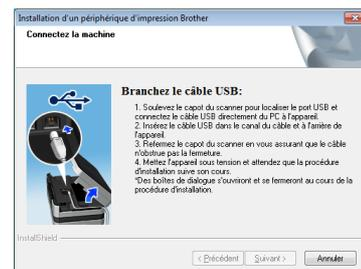 Installation d'un périphérique d'impression Brother
Connectez la machine
Branchez le câble USB:
1. Soulevez le capot du scanner pour localiser le port USB et
connectez le câble USB directement du PC à l'appareil.
2. Insérez le câble USB dans le canal du câble et à l'arrière de
l'appareil.
3. Refermez le capot du scanner en vous assurant que le câble
n'obstrue pas la fermeture.
4. Mettez l'appareil sous tension et attendez que la procédure
d'installation suive son cours.
*Des boîtes de dialogue s'ouvriront et se fermeront au cours de la
procédure d'installation.
InstallShield
< Précédent
Suivant >
Annuler